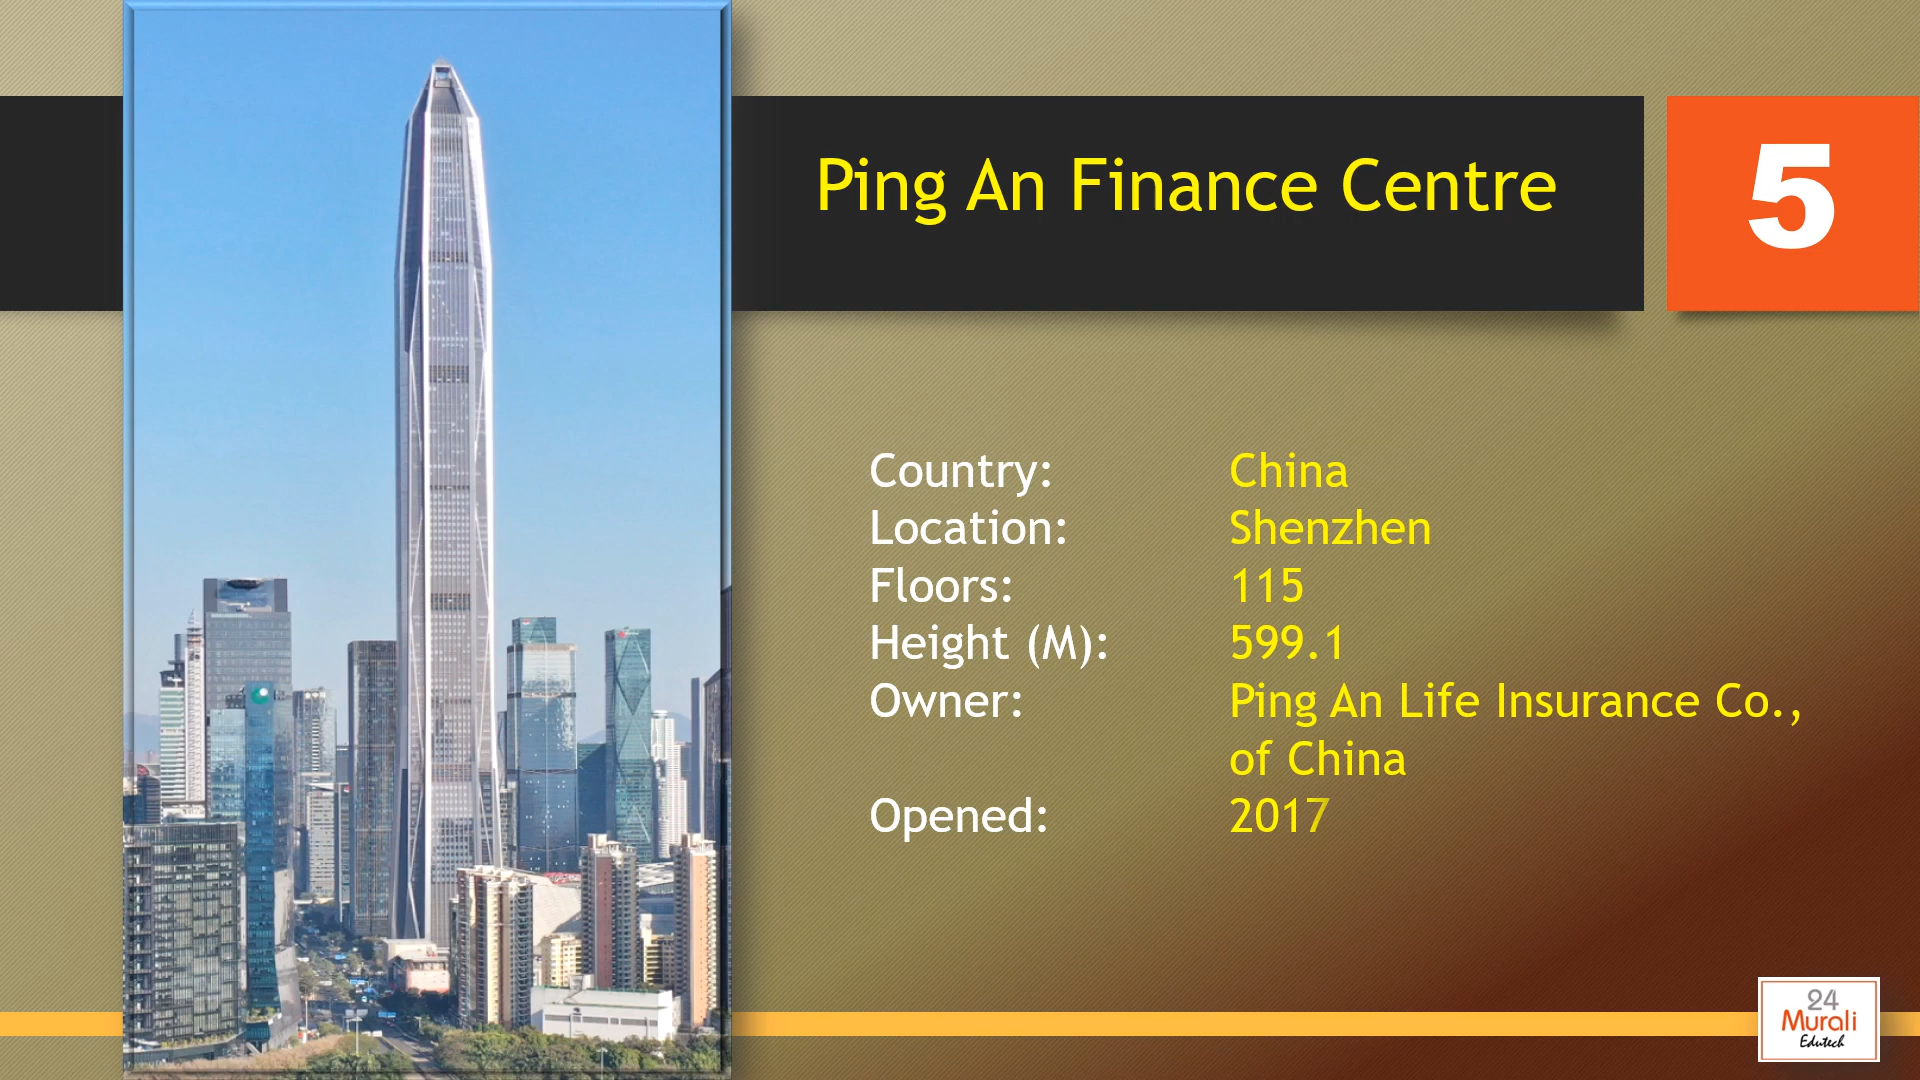 Ping An Finance Centre
5
Country: China
Location: Shenzhen
Floors: 115
Height (M): 599.1
Owner: Ping An Life Insurance Co.,
of China
Opened: 2017
24
Murali
Edutech